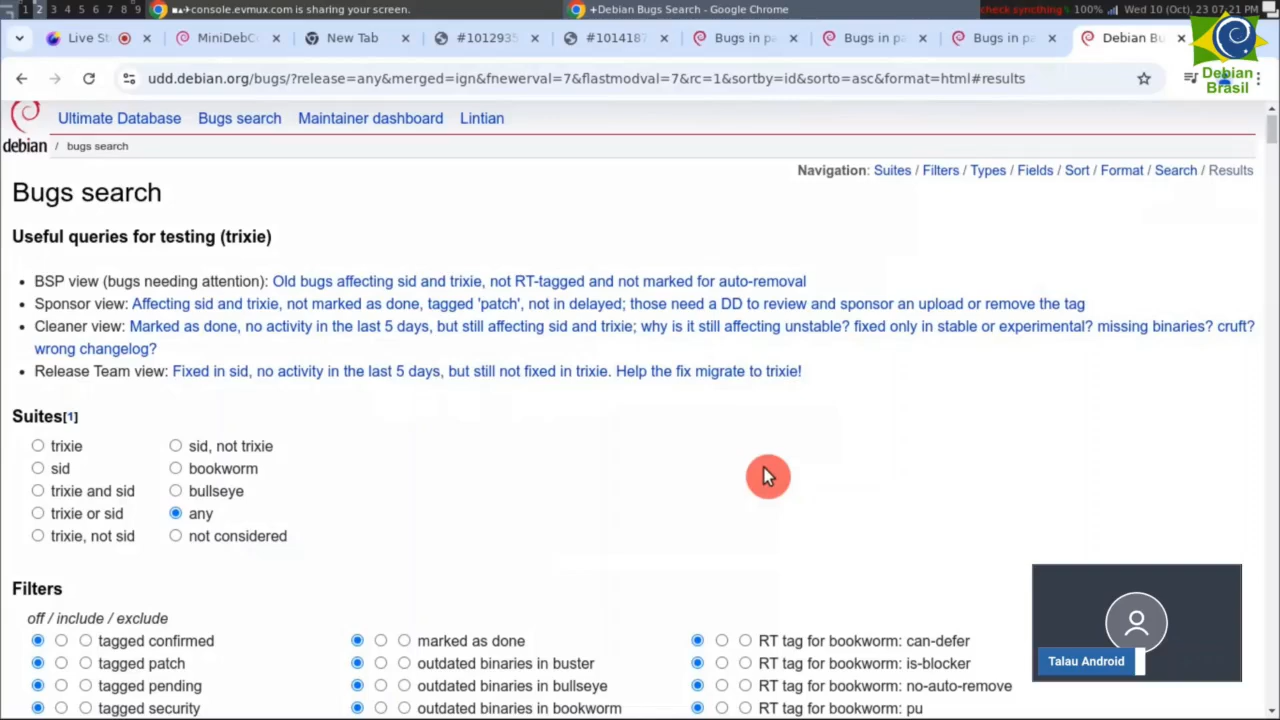 1 2 3 4 5 6 7 8 9
console.evmux.com is sharing your screen.
+Debian Bugs Search - Google Chrome
check syncthing
100%
Wed 10 (Oct), 23 07:21 PM
Live St
MiniDebC
New Tab
#1012935
#1014187
Bugs in pa
Bugs in pa
Bugs in pa
Debian Bu
udd.debian.org/bugs/?release=any&merged=ign&fnewerval=7&flastmodval=7&rc=1&sortby=id&sorto=asc&format=html#results
Debian
Brasil
Ultimate Database Bugs search Maintainer dashboard Lintian
debian / bugs search
Navigation: Suites / Filters / Types / Fields / Sort / Format / Search / Results
Bugs search
Useful queries for testing (trixie)
• BSP view (bugs needing attention): Old bugs affecting sid and trixie, not RT-tagged and not marked for auto-removal
• Sponsor view: Affecting sid and trixie, not marked as done, tagged 'patch', not in delayed; those need a DD to review and sponsor an upload or remove the tag
• Cleaner view: Marked as done, no activity in the last 5 days, but still affecting sid and trixie; why is it still affecting unstable? fixed only in stable or experimental? missing binaries? cruft?
wrong changelog?
• Release Team view: Fixed in sid, no activity in the last 5 days, but still not fixed in trixie. Help the fix migrate to trixie!
Suites[1]
trixie sid, not trixie
sid bookworm
trixie and sid bullseye
trixie or sid any
trixie, not sid not considered
Filters
off / include / exclude
tagged confirmed marked as done RT tag for bookworm: can-defer
tagged patch outdated binaries in buster RT tag for bookworm: is-blocker
tagged pending outdated binaries in bullseye RT tag for bookworm: no-auto-remove
tagged security outdated binaries in bookworm RT tag for bookworm: pu
Talau Android